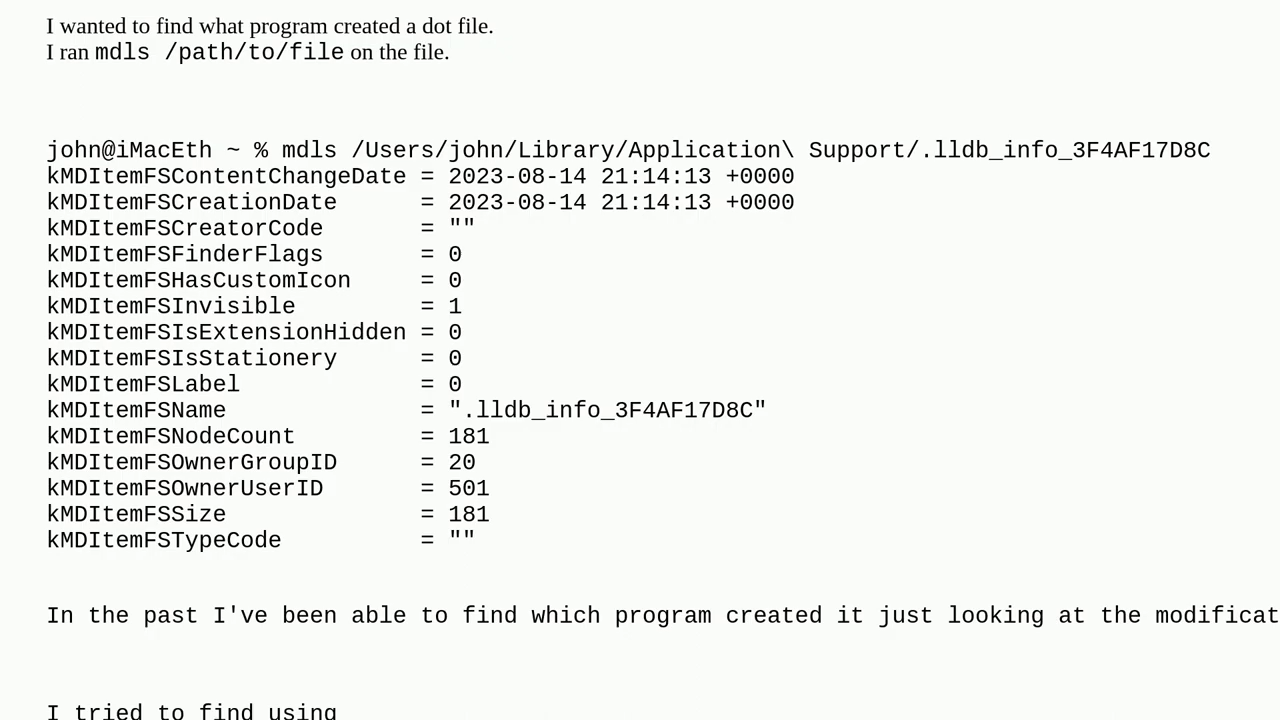 I wanted to find what program created a dot file.
I ran mdls /path/to/file on the file.
john@iMacEth ~ % mdls /Users/john/Library/Application\ Support/.lldb_info_3F4AF17D8C
kMDItemFSContentChangeDate = 2023-08-14 21:14:13 +0000
kMDItemFSCreationDate      = 2023-08-14 21:14:13 +0000
kMDItemFSCreatorCode       = ""
kMDItemFSFinderFlags       = 0
kMDItemFSHasCustomIcon     = 0
kMDItemFSInvisible         = 1
kMDItemFSIsExtensionHidden = 0
kMDItemFSIsStationery      = 0
kMDItemFSLabel             = 0
kMDItemFSName              = ".lldb_info_3F4AF17D8C"
kMDItemFSNodeCount         = 181
kMDItemFSOwnerGroupID      = 20
kMDItemFSOwnerUserID       = 501
kMDItemFSSize              = 181
kMDItemFSTypeCode          = ""
In the past I've been able to find which program created it just looking at the modificat
I tried to find using